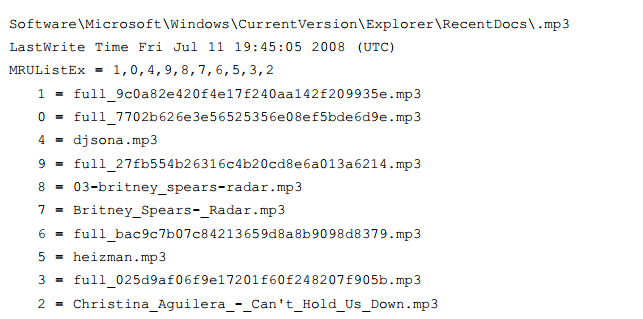 Software\Microsoft\Windows\CurrentVersion\Explorer\RecentDocs\.mp3
LastWrite Time Fri Jul 11 19:45:05 2008 (UTC)
MRUListEx = 1,0,4,9,8,7,6,5,3,2
1 = full_9c0a82e420f4e17f240aa142f209935e.mp3
0 = full_7702b626e3e56525356e08ef5bde6d9e.mp3
4 = djsona.mp3
9 = full_27fb554b26316c4b20cd8e6a013a6214.mp3
8 = 03-britney_spears-radar.mp3
7 = Britney_Spears-_Radar.mp3
6 = full_bac9c7b07c84213659d8a8b9098d8379.mp3
5 = heizman.mp3
3 = full_025d9af06f9e17201f60f248207f905b.mp3
2 = Christina_Aguilera_-_Can't_Hold_Us_Down.mp3